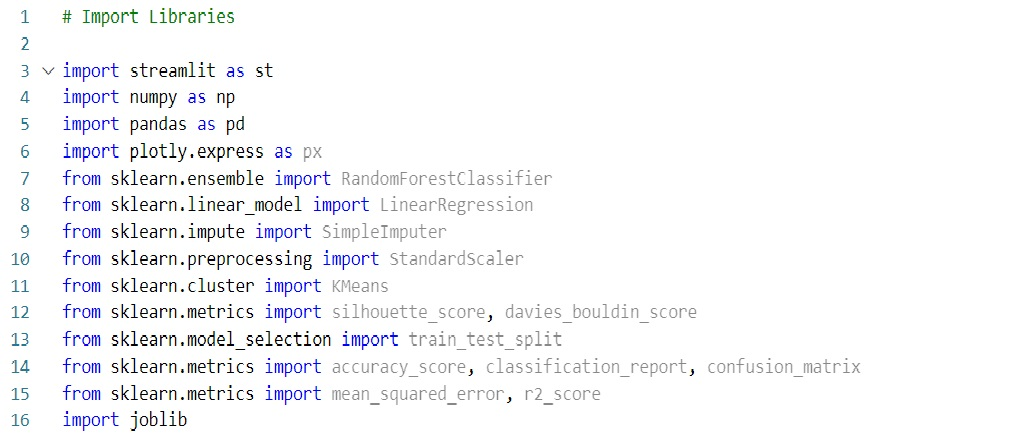 1 # Import Libraries
2
3 import streamlit as st
4 import numpy as np
5 import pandas as pd
6 import plotly.express as px
7 from sklearn.ensemble import RandomForestClassifier
8 from sklearn.linear_model import LinearRegression
9 from sklearn.impute import SimpleImputer
10 from sklearn.preprocessing import StandardScaler
11 from sklearn.cluster import KMeans
12 from sklearn.metrics import silhouette_score, davies_bouldin_score
13 from sklearn.model_selection import train_test_split
14 from sklearn.metrics import accuracy_score, classification_report, confusion_matrix
15 from sklearn.metrics import mean_squared_error, r2_score
16 import joblib